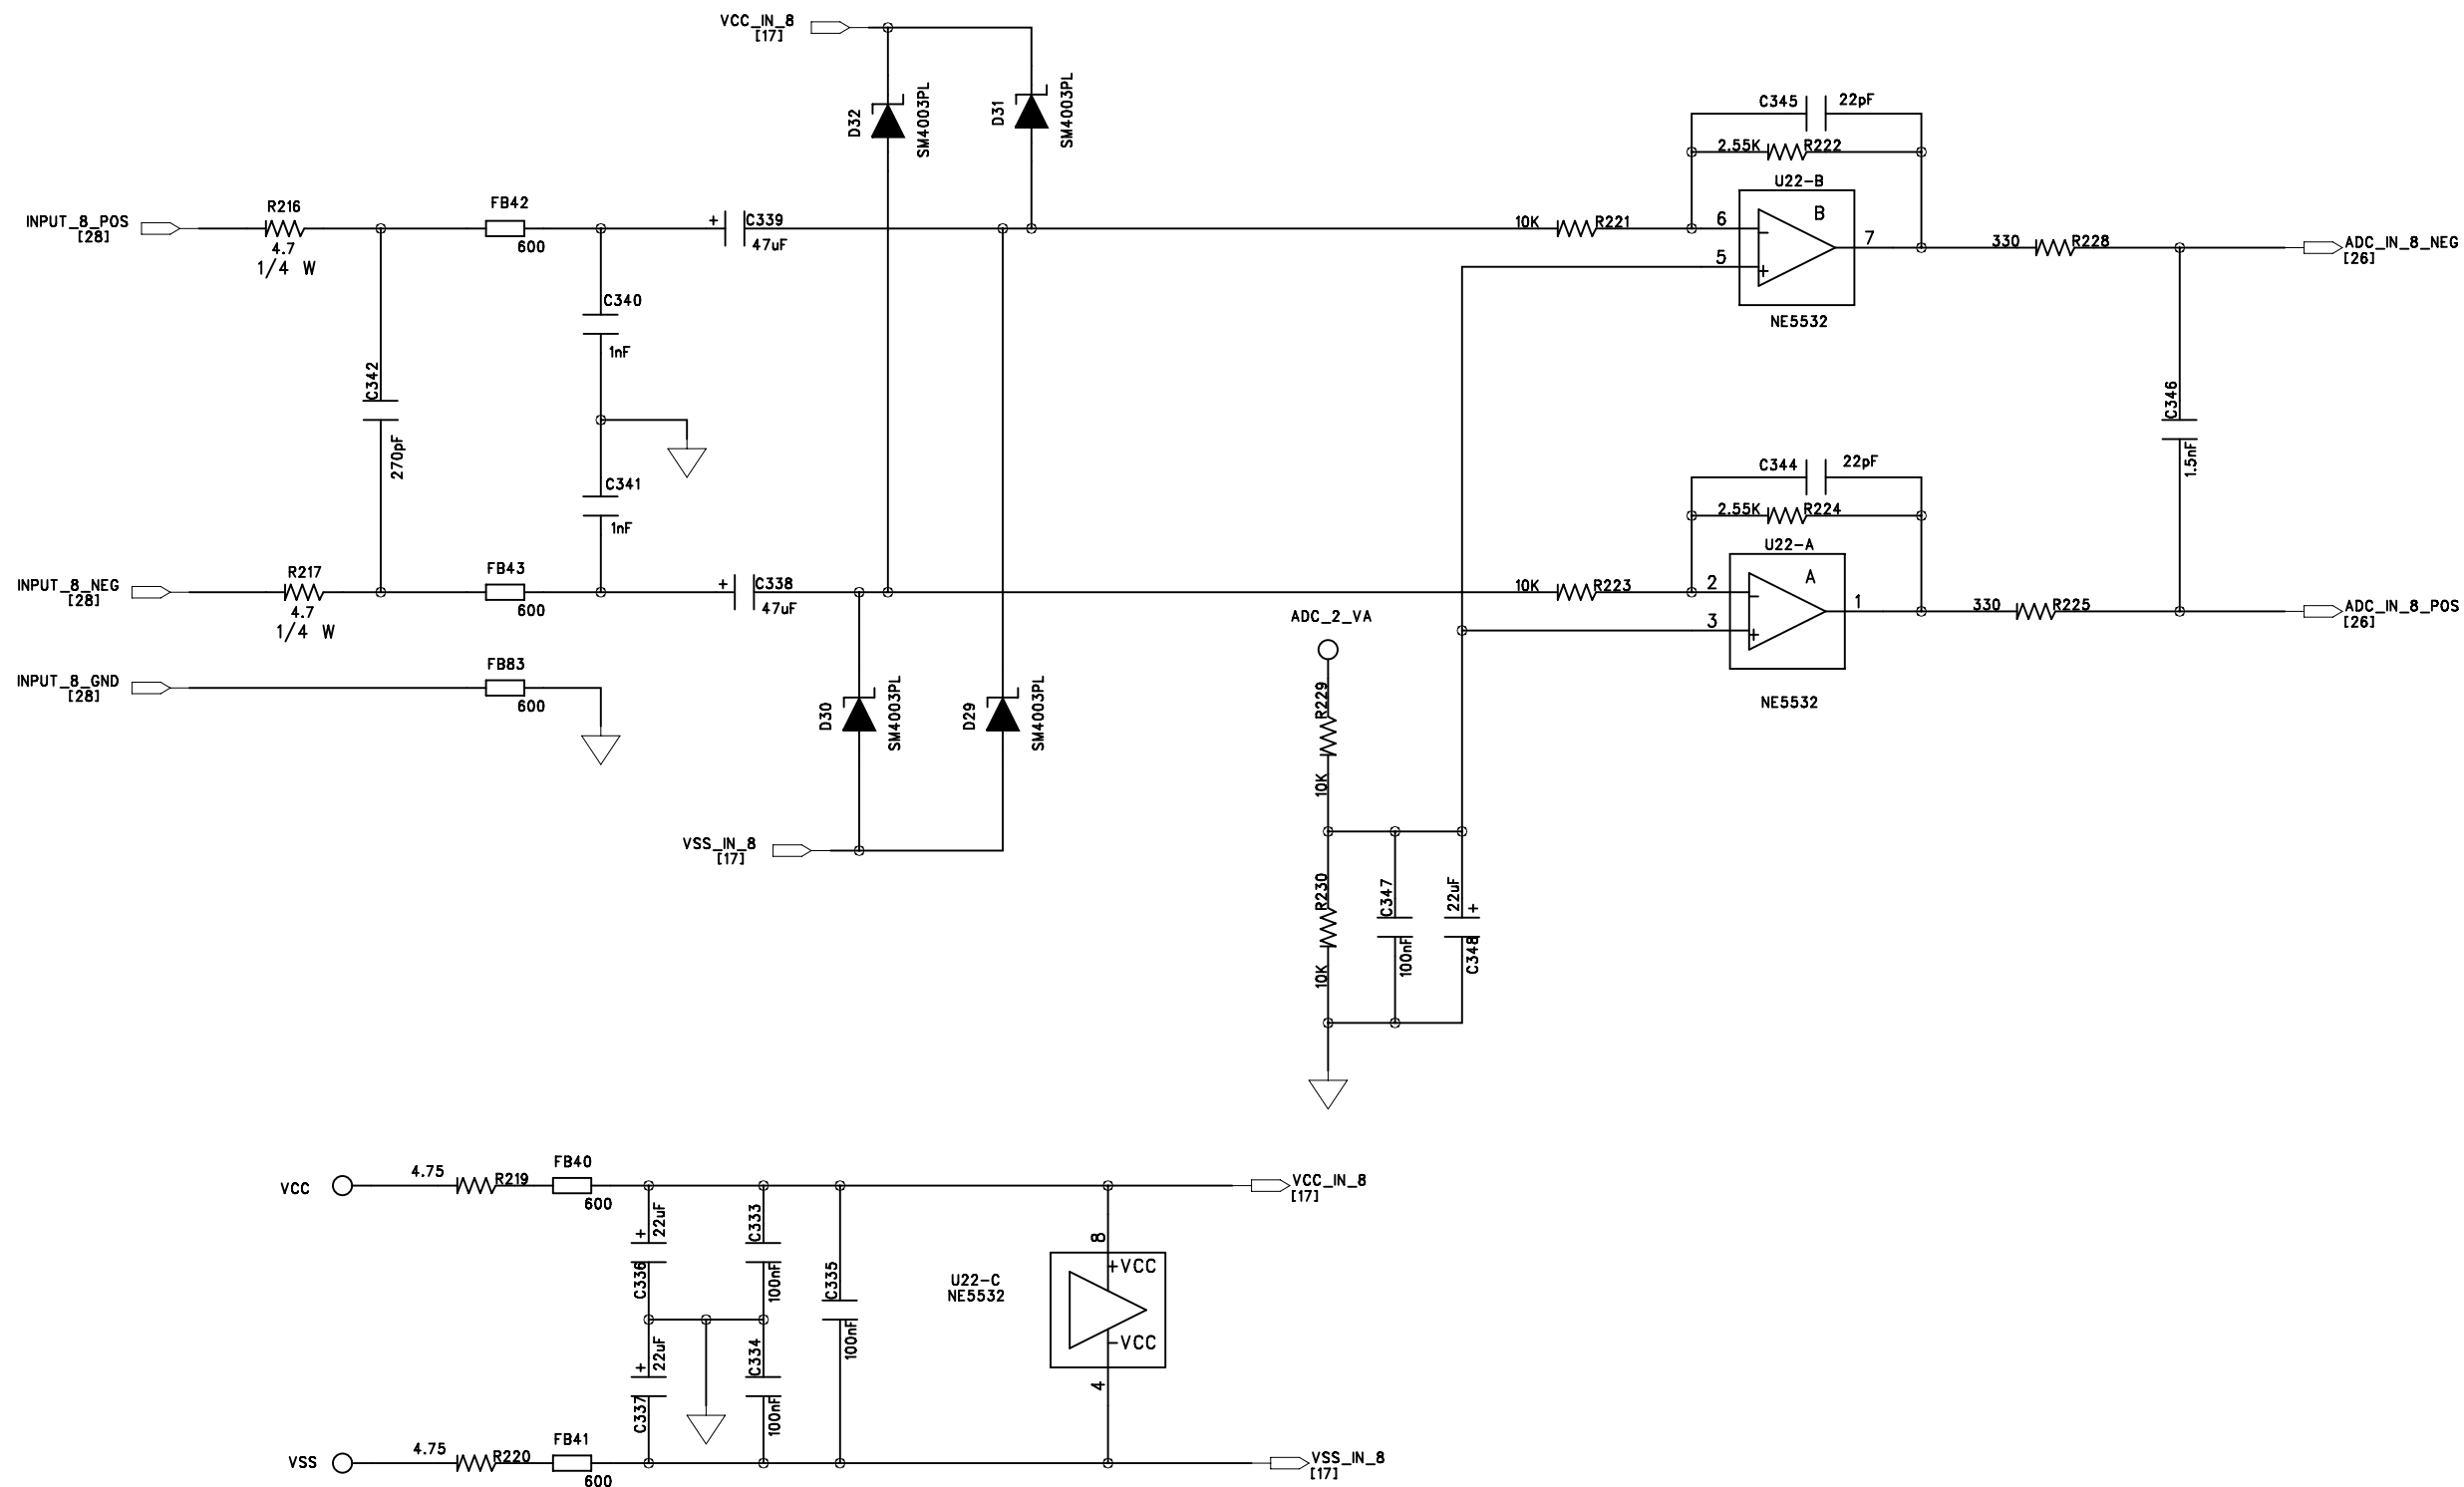 VCC_IN_8
[17]
D32
SM4003PL
D31
SM4003PL
C345
22pF
2.55K
R222
U22-B
INPUT_8_POS
[28]
R216
4.7
1/4 W
FB42
600
+
C339
47uF
10K
R221
6
-
B
7
5
+
NE5532
330
R228
ADC_IN_8_NEG
[26]
C340
1nF
C342
270pF
C341
1nF
C346
1.5nF
C344
22pF
2.55K
R224
U22-A
INPUT_8_NEG
[28]
R217
4.7
1/4 W
FB43
600
+
C338
47uF
10K
R223
2
-
A
1
3
+
NE5532
330
R225
ADC_IN_8_POS
[26]
INPUT_8_GND
[28]
FB83
600
D30
SM4003PL
D29
SM4003PL
ADC_2_VA
R229
10K
VSS_IN_8
[17]
R230
10K
C347
100nF
22uF
+
C348
VCC
4.75
R219
FB40
600
VCC_IN_8
[17]
+
22uF
C336
C333
100nF
C335
100nF
U22-C
NE5532
8
+VCC
-VCC
4
+
22uF
C337
C334
100nF
VSS
4.75
R220
FB41
600
VSS_IN_8
[17]